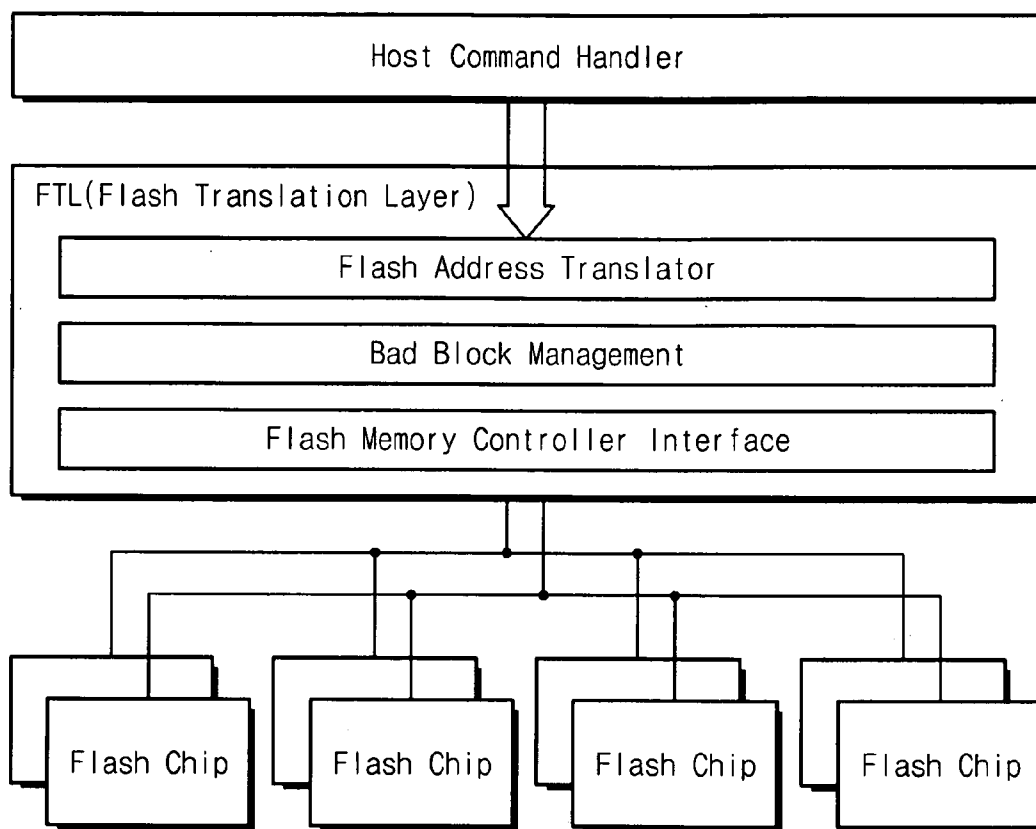 Host Command Handler
FTL(Flash Translation Layer)
Flash Address Translator
Bad Block Management
Flash Memory Controller Interface
Flash Chip
Flash Chip
Flash Chip
Flash Chip